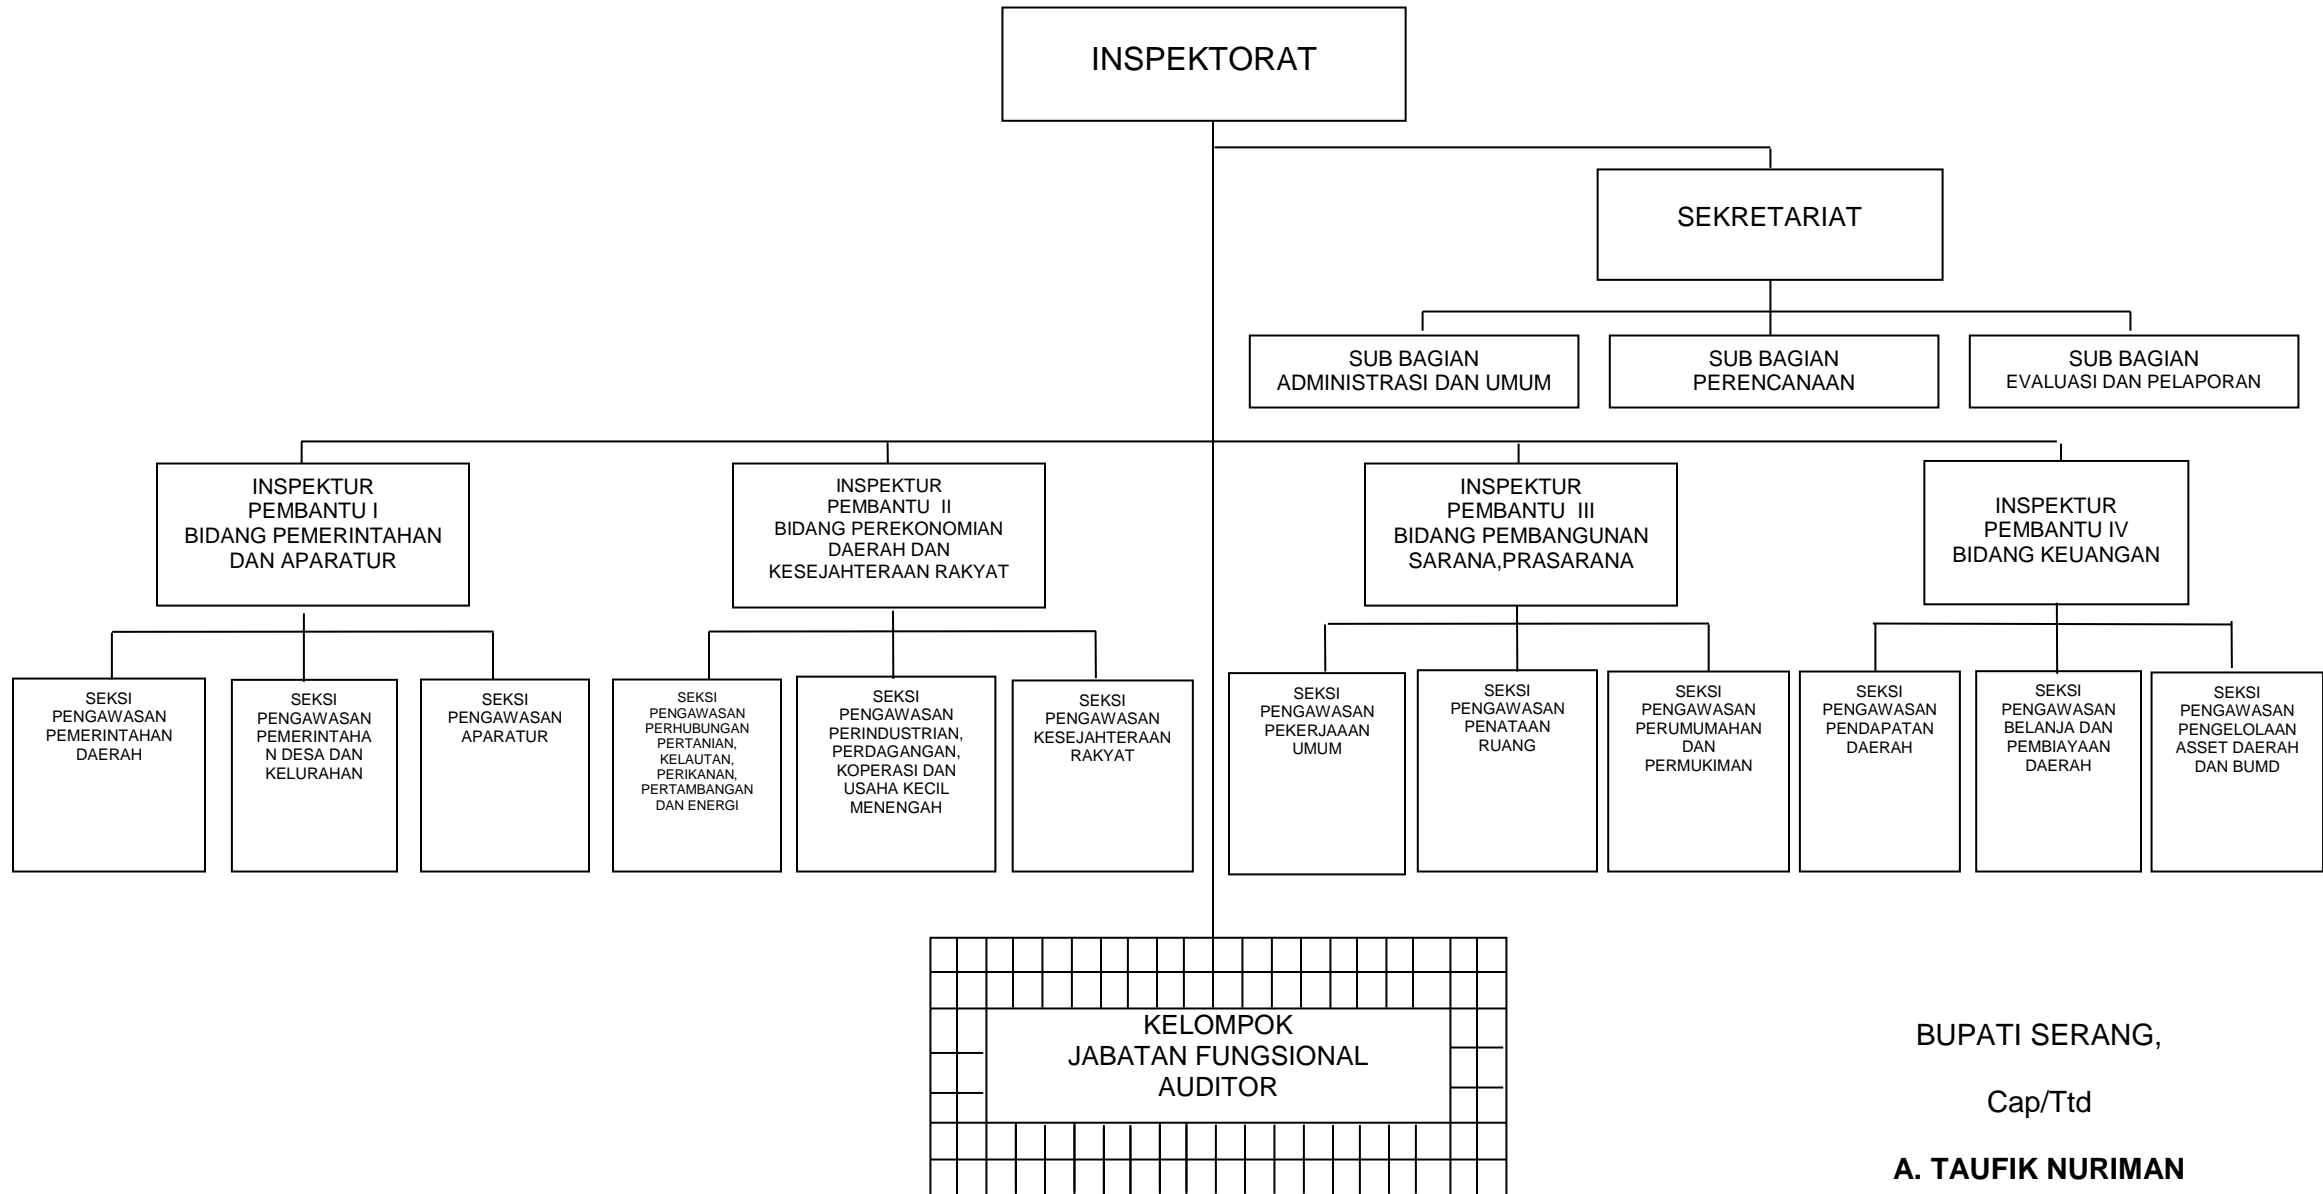 INSPEKTORAT
SEKRETARIAT
SUB BAGIAN
ADMINISTRASI DAN UMUM
SUB BAGIAN
PERENCANAAN
SUB BAGIAN
EVALUASI DAN PELAPORAN
INSPEKTUR
PEMBANTU I
BIDANG PEMERINTAHAN
DAN APARATUR
INSPEKTUR
PEMBANTU II
BIDANG PEREKONOMIAN
DAERAH DAN
KESEJAHTERAAN RAKYAT
INSPEKTUR
PEMBANTU III
BIDANG PEMBANGUNAN
SARANA,PRASARANA
INSPEKTUR
PEMBANTU IV
BIDANG KEUANGAN
SEKSI
PENGAWASAN
PEMERINTAHAN
DAERAH
SEKSI
PENGAWASAN
PEMERINTAHA
N DESA DAN
KELURAHAN
SEKSI
PENGAWASAN
APARATUR
SEKSI
PENGAWASAN
PERHUBUNGAN
PERTANIAN,
KELAUTAN,
PERIKANAN,
PERTAMBANGAN
DAN ENERGI
SEKSI
PENGAWASAN
PERINDUSTRIAN,
PERDAGANGAN,
KOPERASI DAN
USAHA KECIL
MENENGAH
SEKSI
PENGAWASAN
KESEJAHTERAAN
RAKYAT
SEKSI
PENGAWASAN
PEKERJAAAN
UMUM
SEKSI
PENGAWASAN
PENATAAN
RUANG
SEKSI
PENGAWASAN
PERUMUMAHAN
DAN
PERMUKIMAN
SEKSI
PENGAWASAN
PENDAPATAN
DAERAH
SEKSI
PENGAWASAN
BELANJA DAN
PEMBIAYAAN
DAERAH
SEKSI
PENGAWASAN
PENGELOLAAN
ASSET DAERAH
DAN BUMD
KELOMPOK
JABATAN FUNGSIONAL
AUDITOR
BUPATI SERANG,
Cap/Ttd
A. TAUFIK NURIMAN